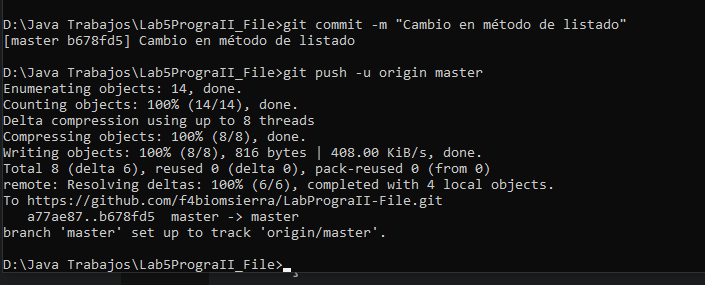 D:\Java Trabajos\Lab5PrograII_File>git commit -m "Cambio en método de listado"
[master b678fd5] Cambio en método de listado
D:\Java Trabajos\Lab5PrograII_File>git push -u origin master
Enumerating objects: 14, done.
Counting objects: 100% (14/14), done.
Delta compression using up to 8 threads
Compressing objects: 100% (8/8), done.
Writing objects: 100% (8/8), 816 bytes | 408.00 KiB/s, done.
Total 8 (delta 6), reused 0 (delta 0), pack-reused 0 (from 0)
remote: Resolving deltas: 100% (6/6), completed with 4 local objects.
To https://github.com/f4biomsierra/LabPrograII-File.git
   a77ae87..b678fd5  master -> master
branch 'master' set up to track 'origin/master'.
D:\Java Trabajos\Lab5PrograII_File>